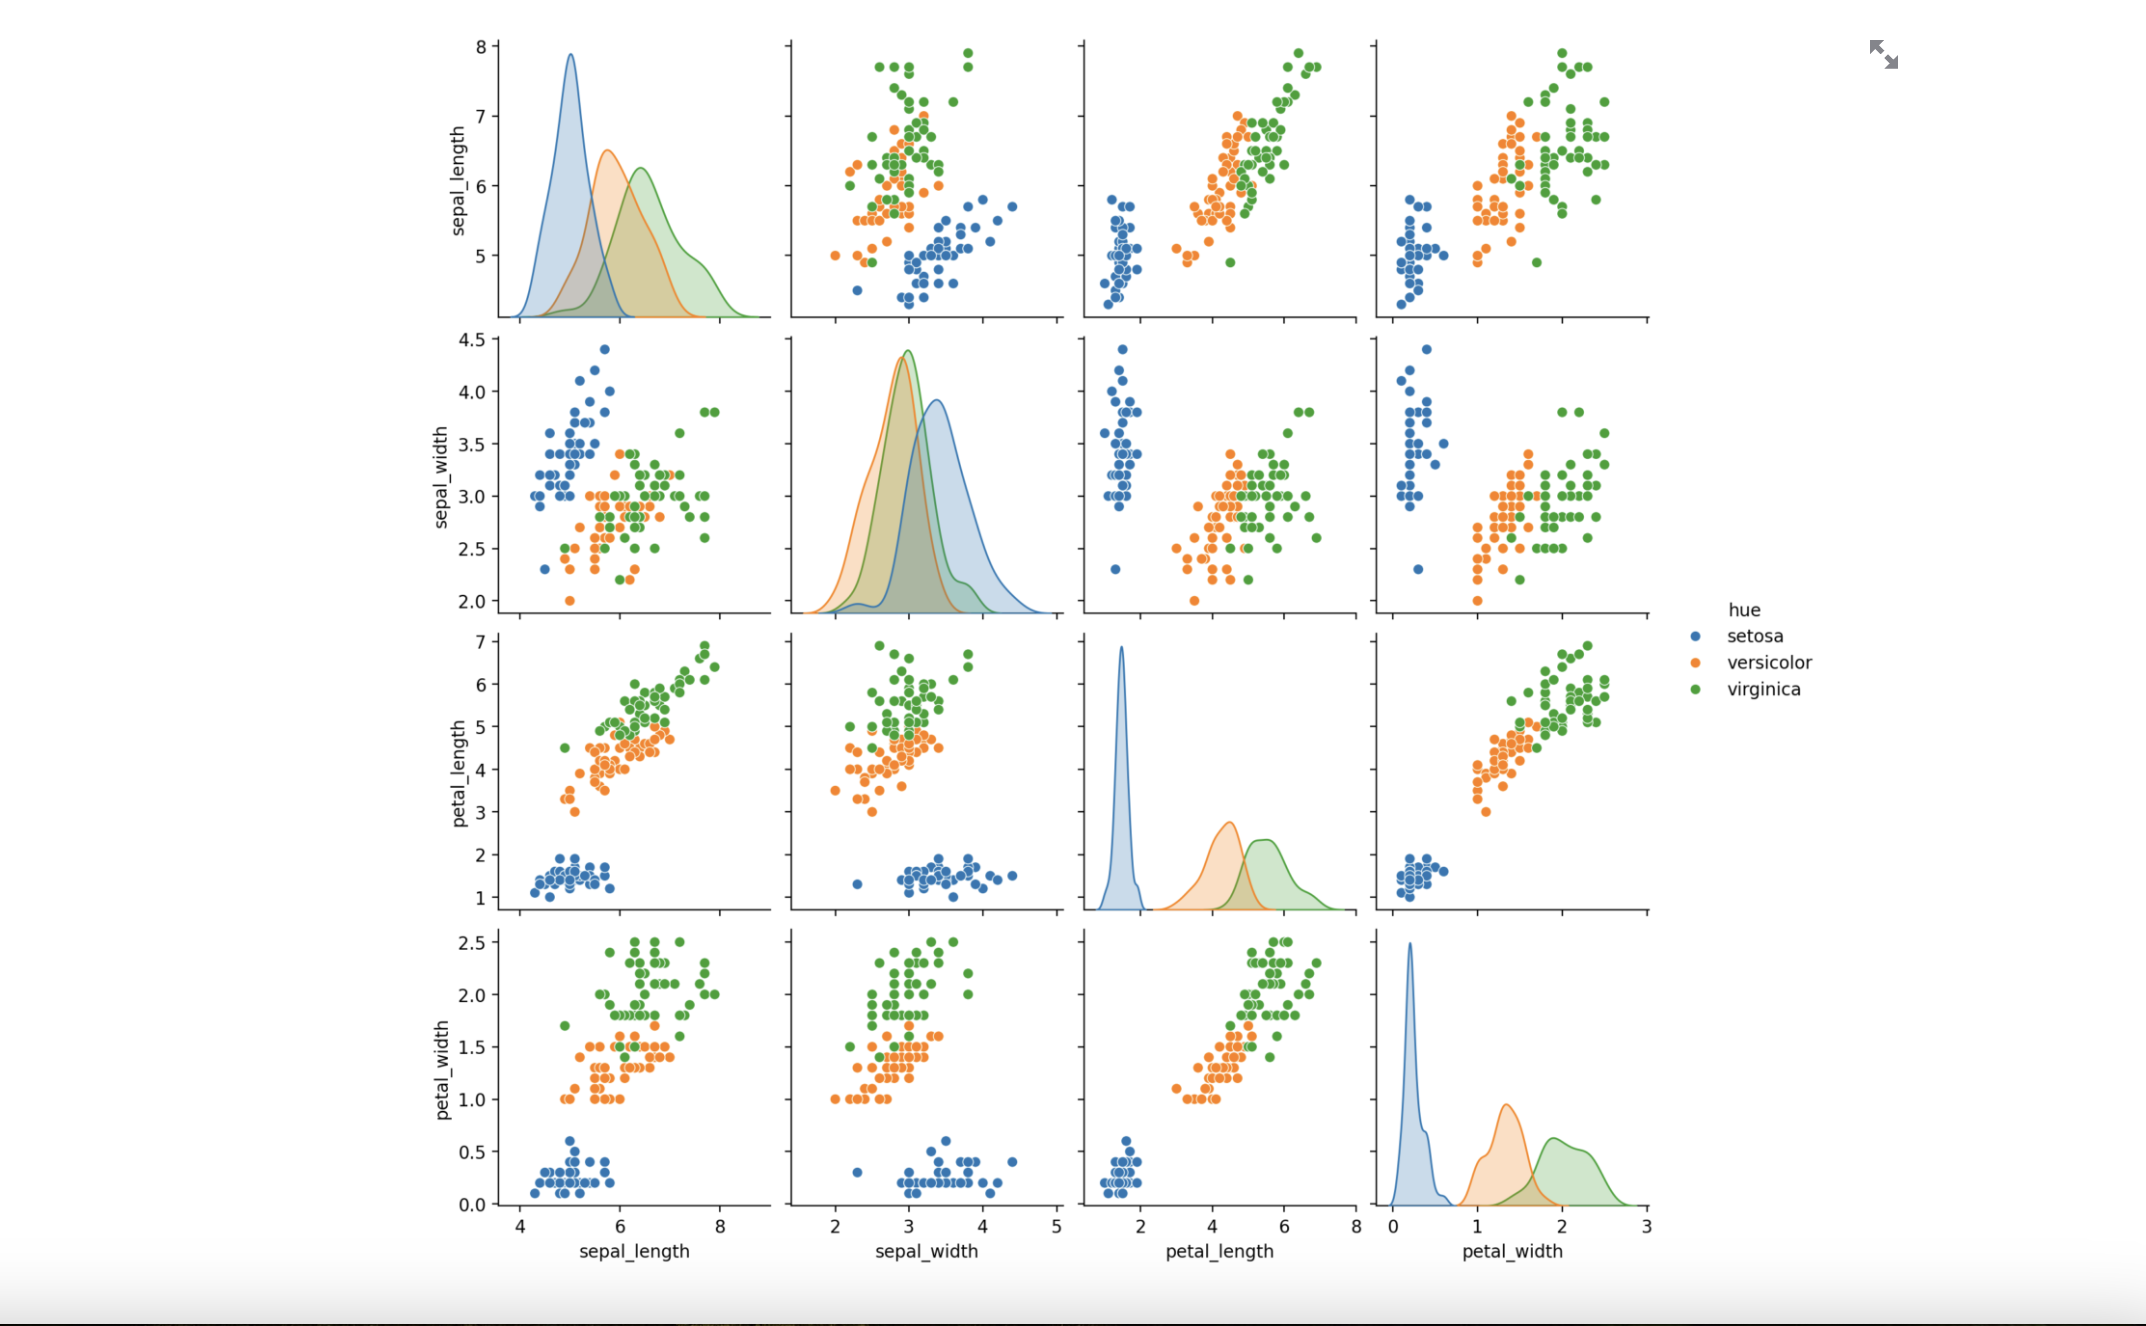 8
7
6
5
sepal_length
4.5
4.0
3.5
3.0
2.5
2.0
sepal_width
hue
setosa
versicolor
virginica
7
6
5
4
3
2
1
petal_length
2.5
2.0
1.5
1.0
0.5
0.0
petal_width
4 6 8 2 3 4 5 2 4 6 8 0 1 2 3
sepal_length sepal_width petal_length petal_width